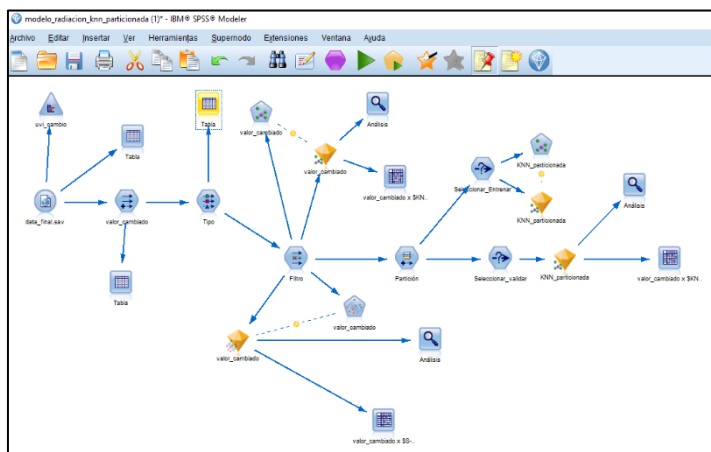 modelo_radiacion_knn_particionada (1)* - IBM® SPSS® Modeler
Archivo Editar Insertar Ver Herramientas Supernodo Extensiones Ventana Ayuda
uvi_qambio
Tabla
Tabla
valor_cambiado
Análisis
valor_cambiado
valor_cambiado x $KN..
KNN_particionada
Seleccionar_Entrenar
KNN_particionada
Análisis
data_final.sav
valor_cambiado
Tipo
Filtro
Partición
Seleccionar_validar
KNN_particionada
valor_cambiado x $KN..
Tabla
valor_cambiado
valor_cambiado
Análisis
valor_cambiado x $S-..